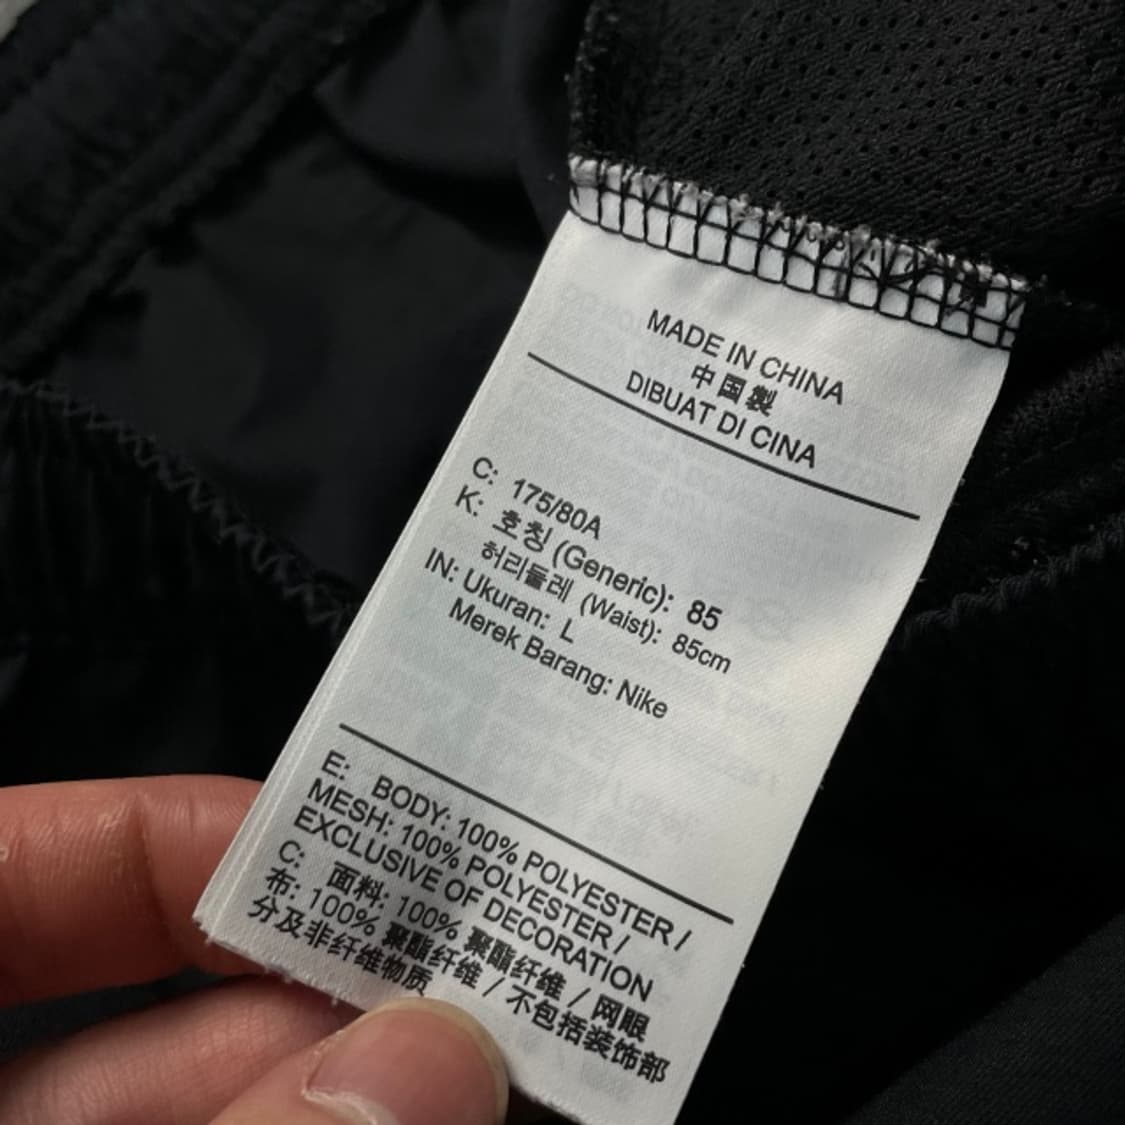 MADE IN CHINA
中国製
DIBUAT DI CINA
C: 175/80A
K: 호칭 (Generic): 85
허리둘레 (Waist): 85cm
IN: Ukuran: L
Merek Barang: Nike
E: BODY: 100% POLYESTER /
MESH: 100% POLYESTER /
EXCLUSIVE OF DECORATION
C: 面料: 100% 聚酯纤维 / 网眼
布: 100% 聚酯纤维 / 不包括装饰部
分及非纤维物质